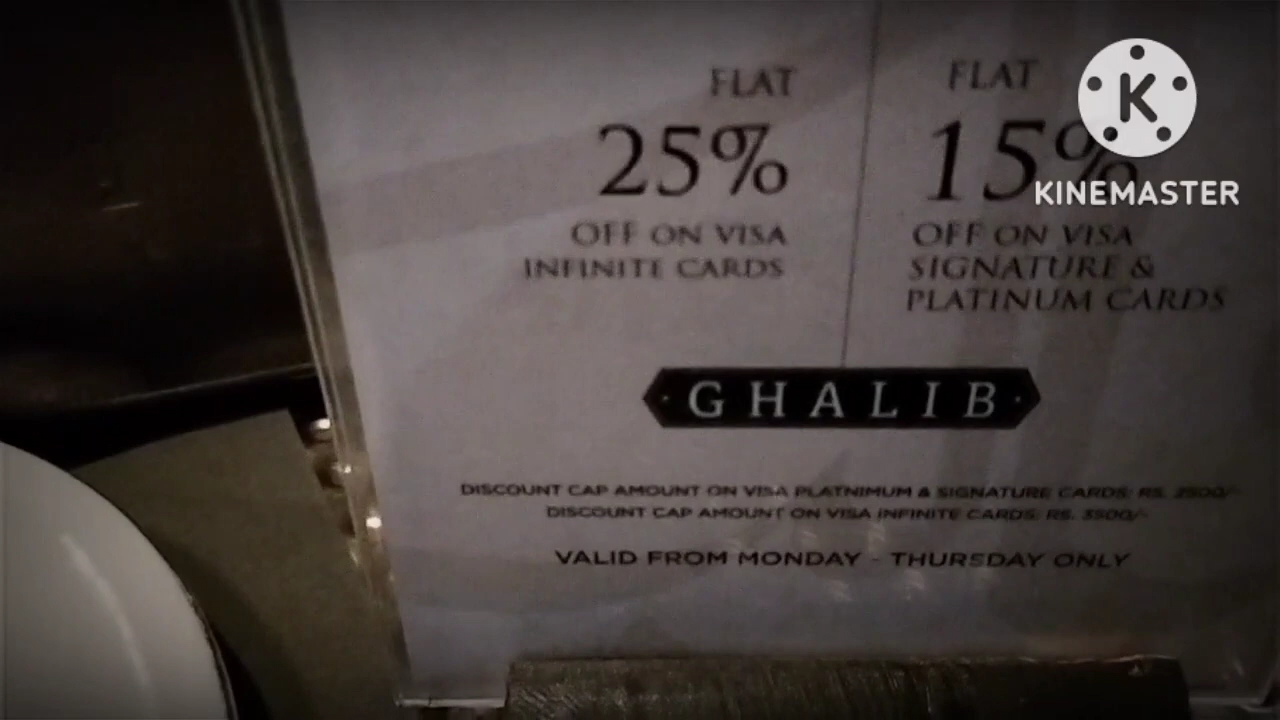 FLAT
25%
OFF ON VISA
INFINITE CARDS
FLAT
15%
OFF ON VISA
SIGNATURE &
PLATINUM CARDS
K
KINEMASTER
GHALIB
DISCOUNT CAP AMOUNT ON VISA PLATNIMUM & SIGNATURE CARDS: RS. 2500/-
DISCOUNT CAP AMOUNT ON VISA INFINITE CARDS: RS. 3500/-
VALID FROM MONDAY - THURSDAY ONLY